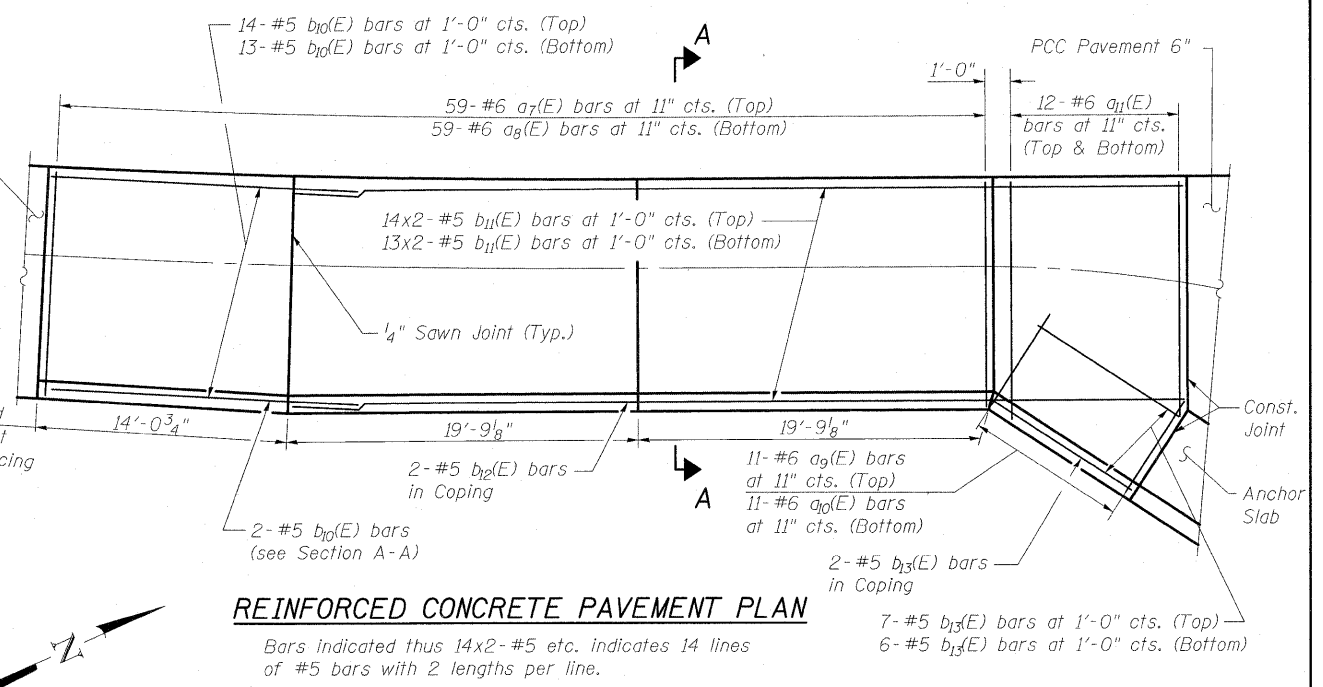 14- #5 b10(E) bars at 1'-0" cts. (Top)
13- #5 b10(E) bars at 1'-0" cts. (Bottom)
A
PCC Pavement 6"
1'-0"
59- #6 a7(E) bars at 11" cts. (Top)
59- #6 a8(E) bars at 11" cts. (Bottom)
12- #6 a11(E)
bars at 11" cts.
(Top & Bottom)
14x2- #5 b11(E) bars at 1'-0" cts. (Top)
13x2- #5 b11(E) bars at 1'-0" cts. (Bottom)
1/4" Sawn Joint (Typ.)
14'-0 3/4"
19'-9 1/8"
19'-9 1/8"
cing
2- #5 b12(E) bars
in Coping
A
11- #6 a9(E) bars
at 11" cts. (Top)
11- #6 a10(E) bars
at 11" cts. (Bottom)
Const.
Joint
Anchor
Slab
2- #5 b10(E) bars
(see Section A-A)
2- #5 b13(E) bars
in Coping
REINFORCED CONCRETE PAVEMENT PLAN
7- #5 b13(E) bars at 1'-0" cts. (Top)
6- #5 b13(E) bars at 1'-0" cts. (Bottom)
N
Bars indicated thus 14x2- #5 etc. indicates 14 lines
of #5 bars with 2 lengths per line.